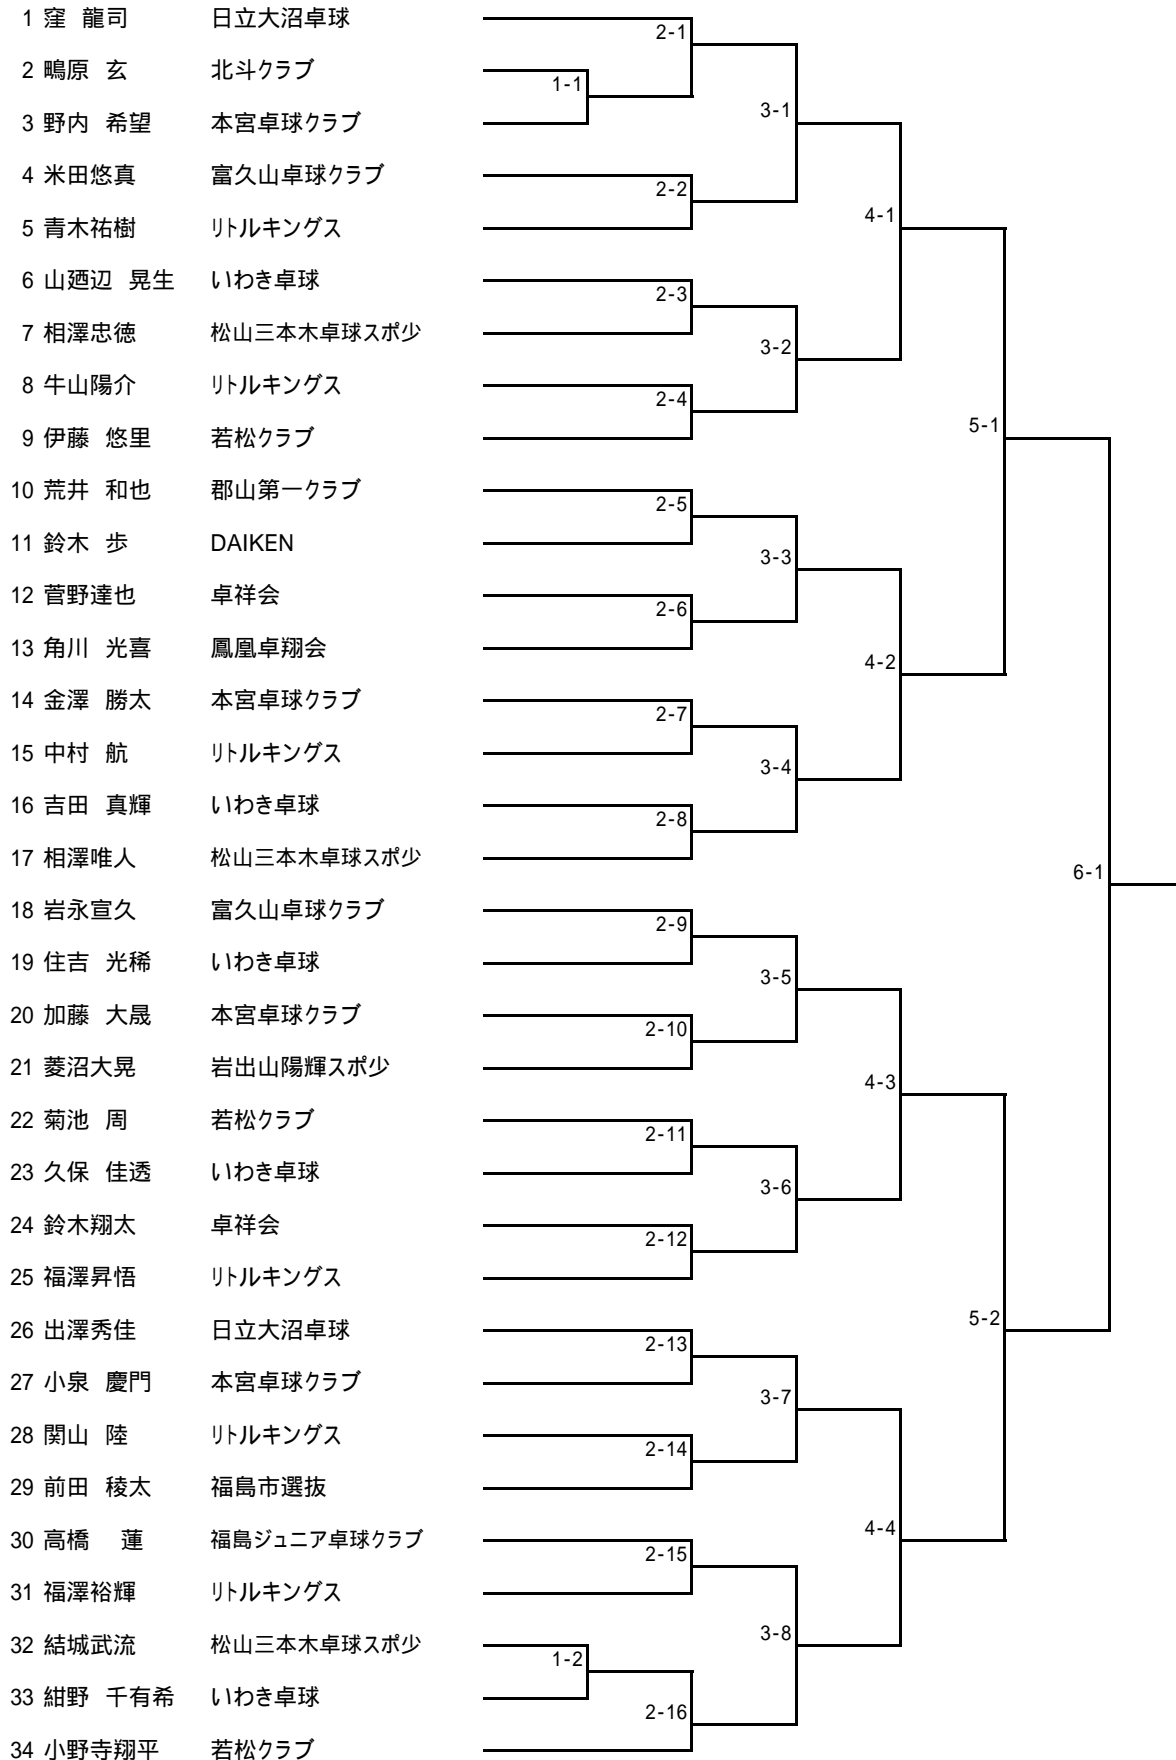 1 窪 龍司 日立大沼卓球
2-1
2 鴫原 玄 北斗クラブ
1-1
3 野内 希望 本宮卓球クラブ
3-1
4 米田悠真 富久山卓球クラブ
2-2
5 青木祐樹 リトルキングス
4-1
6 山廼辺 晃生 いわき卓球
2-3
7 相澤忠徳 松山三本木卓球スポ少
3-2
8 牛山陽介 リトルキングス
2-4
9 伊藤 悠里 若松クラブ
5-1
10 荒井 和也 郡山第一クラブ
2-5
11 鈴木 歩 DAIKEN
3-3
12 菅野達也 卓祥会
2-6
13 角川 光喜 鳳凰卓翔会
4-2
14 金澤 勝太 本宮卓球クラブ
2-7
15 中村 航 リトルキングス
3-4
16 吉田 真輝 いわき卓球
2-8
17 相澤唯人 松山三本木卓球スポ少
6-1
18 岩永宣久 富久山卓球クラブ
2-9
19 住吉 光稀 いわき卓球
3-5
20 加藤 大晟 本宮卓球クラブ
2-10
21 菱沼大晃 岩出山陽輝スポ少
4-3
22 菊池 周 若松クラブ
2-11
23 久保 佳透 いわき卓球
3-6
24 鈴木翔太 卓祥会
2-12
25 福澤昇悟 リトルキングス
5-2
26 出澤秀佳 日立大沼卓球
2-13
27 小泉 慶門 本宮卓球クラブ
3-7
28 関山 陸 リトルキングス
2-14
29 前田 稜太 福島市選抜
4-4
30 高橋 蓮 福島ジュニア卓球クラブ
2-15
31 福澤裕輝 リトルキングス
3-8
32 結城武流 松山三本木卓球スポ少
1-2
33 紺野 千有希 いわき卓球
2-16
34 小野寺翔平 若松クラブ